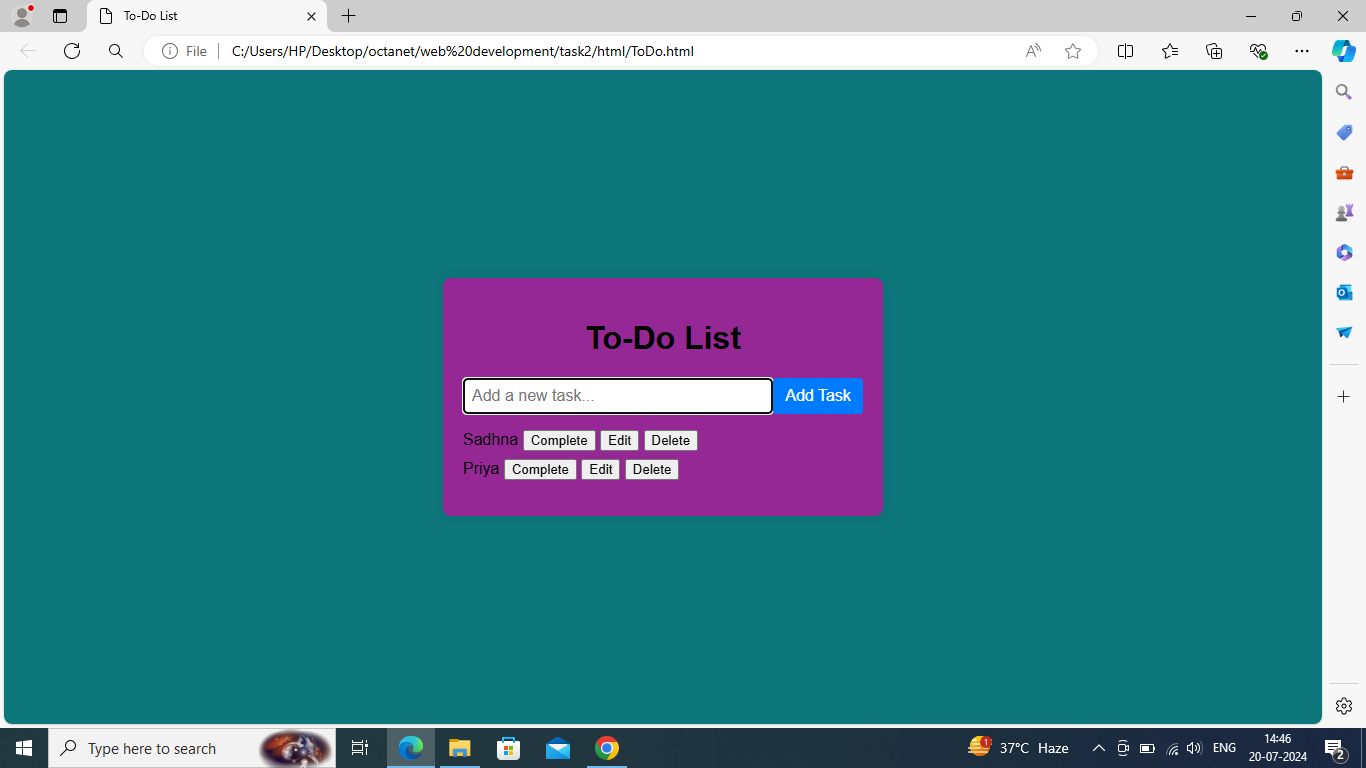 To-Do List
File C:/Users/HP/Desktop/octanet/web%20development/task2/html/ToDo.html
To-Do List
Add a new task... Add Task
Sadhna Complete Edit Delete
Priya Complete Edit Delete
Type here to search 1 37°C Haze ENG 14:46
20-07-2024 2